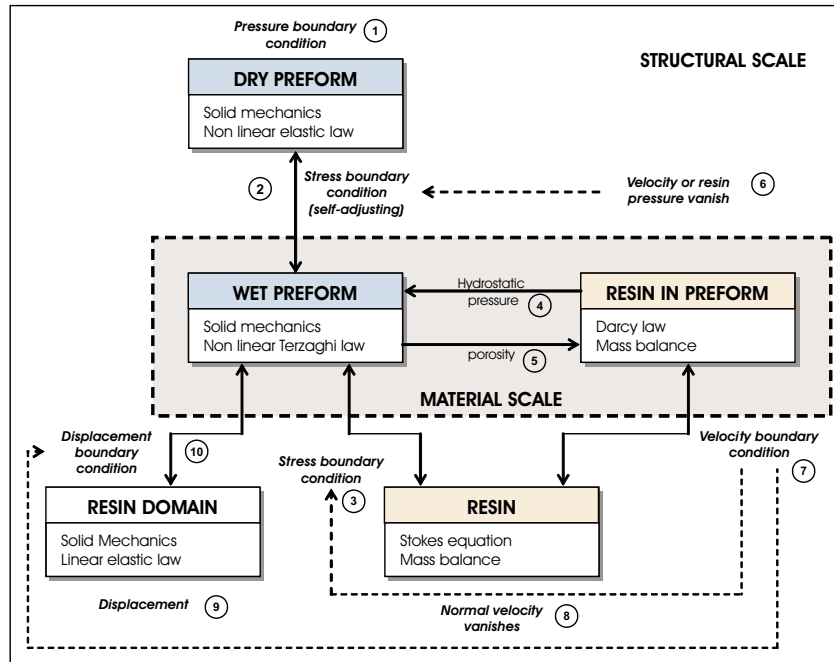 Pressure boundary
condition
1
STRUCTURAL SCALE
DRY PREFORM
Solid mechanics
Non linear elastic law
2
Stress boundary
condition
(self-adjusting)
Velocity or resin
pressure vanish
6
WET PREFORM
Solid mechanics
Non linear Terzaghi law
Hydrostatic
pressure
4
porosity
5
RESIN IN PREFORM
Darcy law
Mass balance
MATERIAL SCALE
Displacement
boundary
condition
10
Stress boundary
condition
3
Velocity boundary
condition
7
RESIN DOMAIN
Solid Mechanics
Linear elastic law
RESIN
Stokes equation
Mass balance
Displacement
9
Normal velocity
vanishes
8